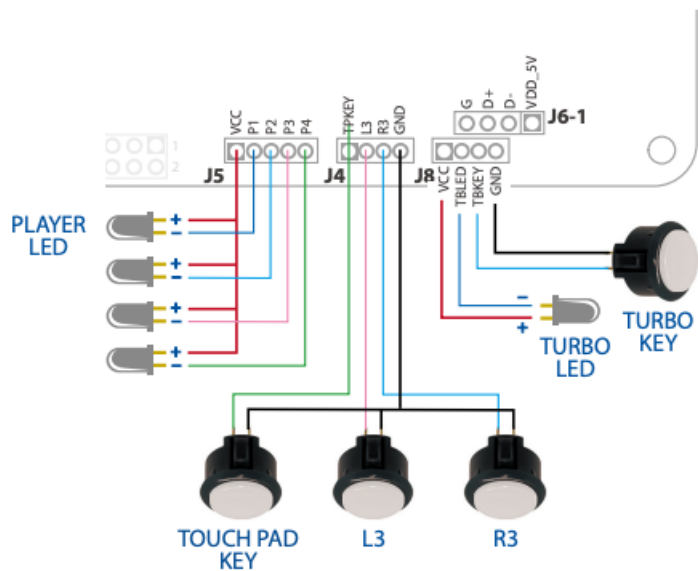 G
D+
D-
VDD_5V
J6-1
1
2
VCC
P1
P2
P3
P4
J5
TPKEY
L3
R3
GND
J4
J8
VCC
TBLED
TBKEY
GND
PLAYER
LED
+
-
+
-
+
-
+
-
-
+
TURBO
LED
TURBO
KEY
TOUCH PAD
KEY
L3
R3